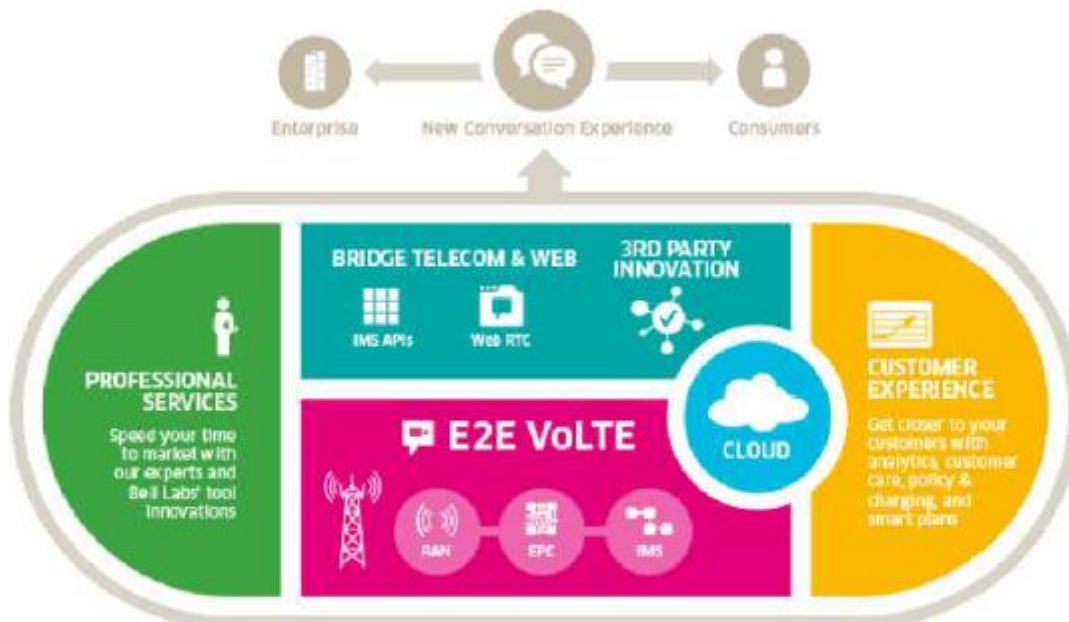 Enterprise
New Conversation Experience
Consumers
BRIDGE TELECOM & WEB
IMS APIs
Web RTC
3RD PARTY
INNOVATION
PROFESSIONAL
SERVICES
Speed your time
to market with
our experts and
Bell Labs' tool
innovations
E2E VoLTE
RAN
EPC
IMS
CLOUD
CUSTOMER
EXPERIENCE
Get closer to your
customers with
analytics, customer
care, policy &
charging, and
smart plans